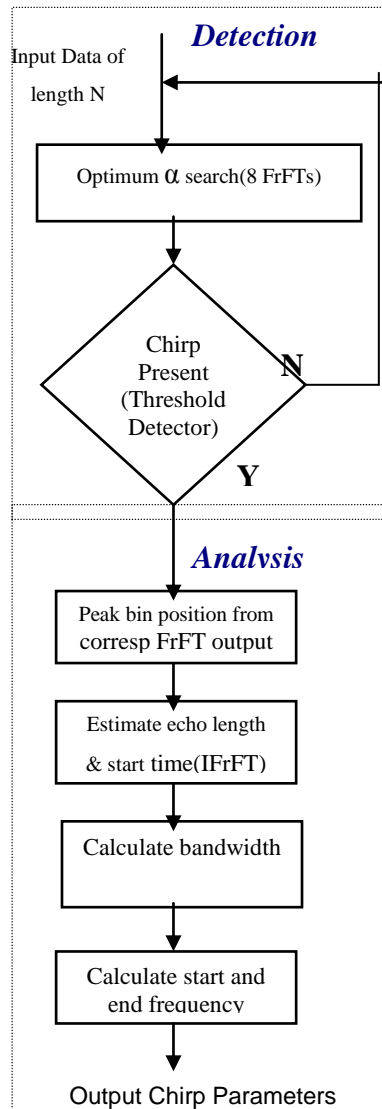 Detection
Input Data of
length N
Optimum α search(8 FrFTs)
Chirp
Present
(Threshold
Detector)
N
Y
Analysis
Peak bin position from
corresp FrFT output
Estimate echo length
& start time(IFrFT)
Calculate bandwidth
Calculate start and
end frequency
Output Chirp Parameters